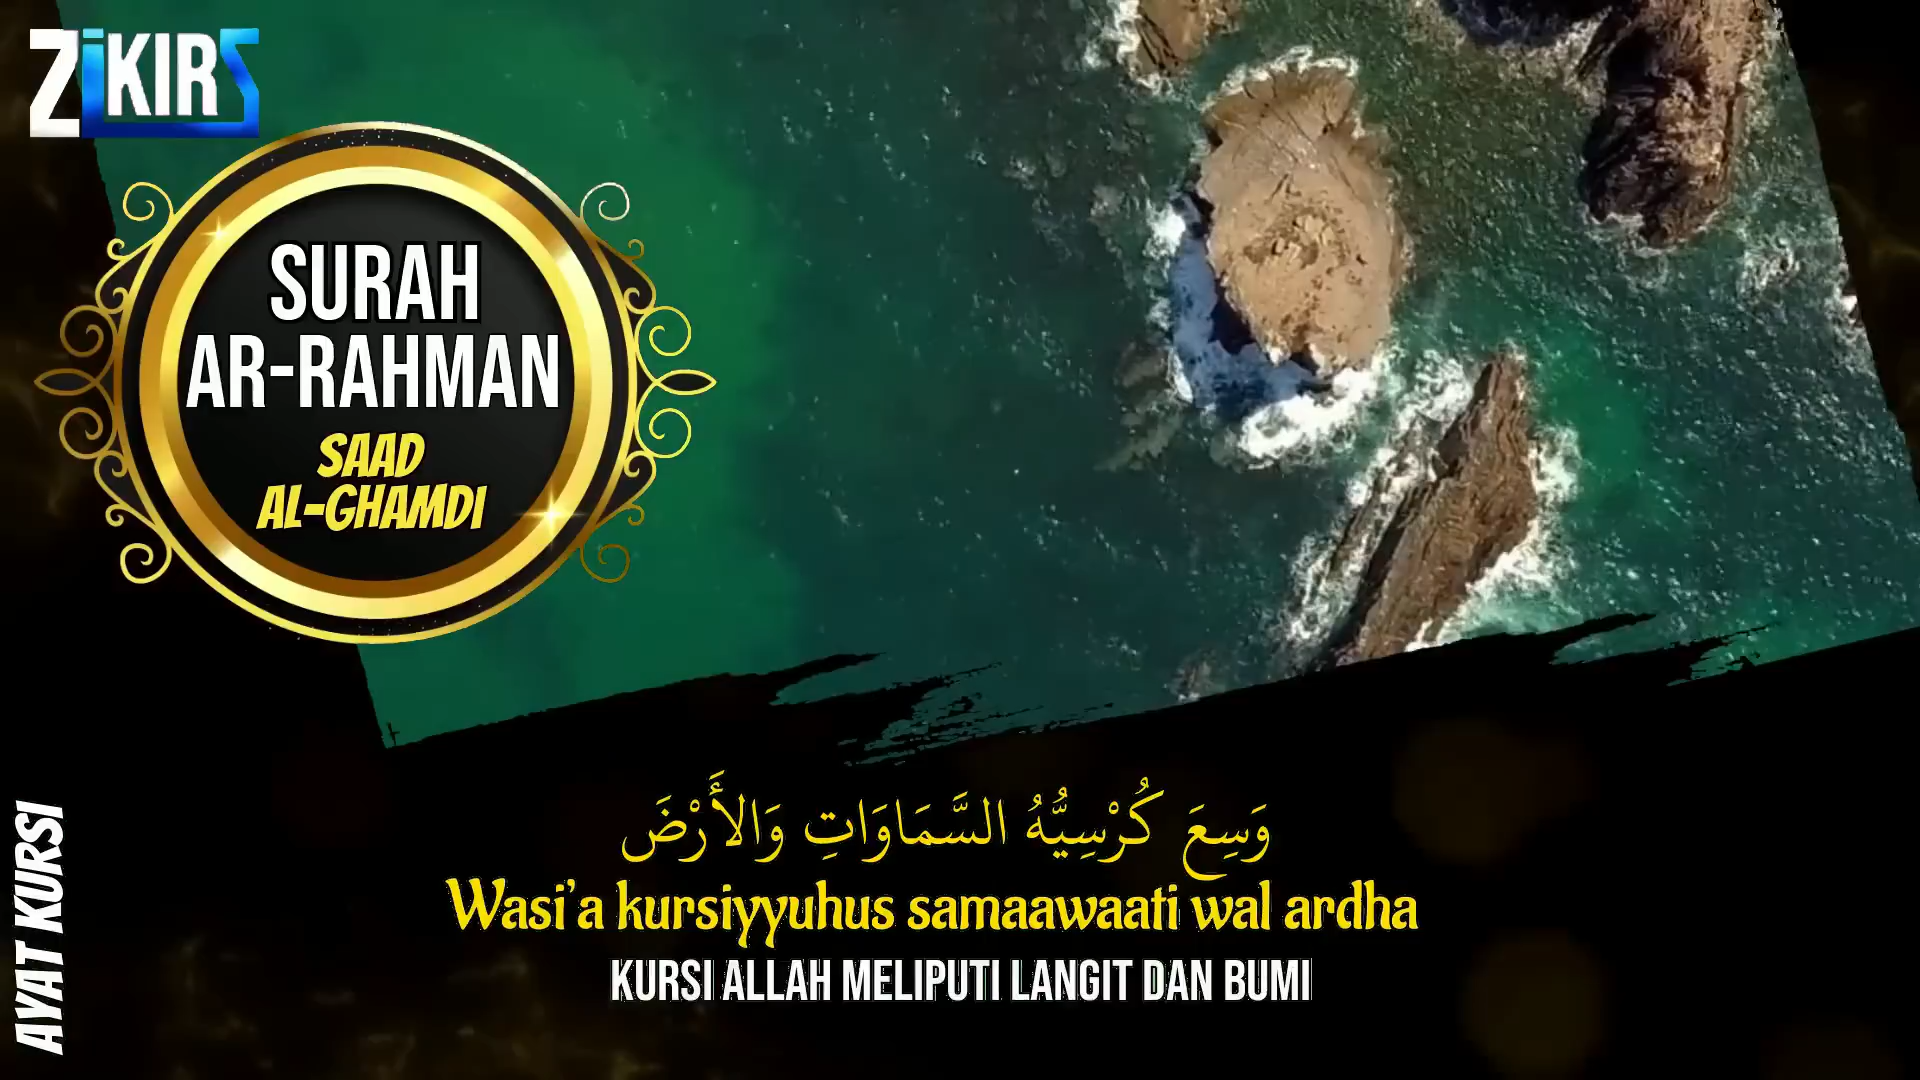 ZiKIRS
SURAH
AR-RAHMAN
SAAD
AL-GHAMDI
AYAT KURSI
وَسِعَ كُرْسِيُّهُ السَّمَاوَاتِ وَالأَرْضَ
Wasi'a kursiyyuhus samaawaati wal ardha
KURSI ALLAH MELIPUTI LANGIT DAN BUMI